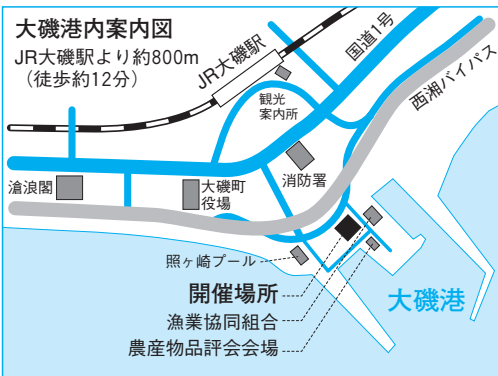 大磯港内案内図
JR大磯駅より約800m
（徒歩約12分）
JR大磯駅
国道1号
西湘バイパス
観光
案内所
滄浪閣
大磯町
役場
消防署
照ヶ崎プール
開催場所
漁業協同組合
農産物品評会会場
大磯港